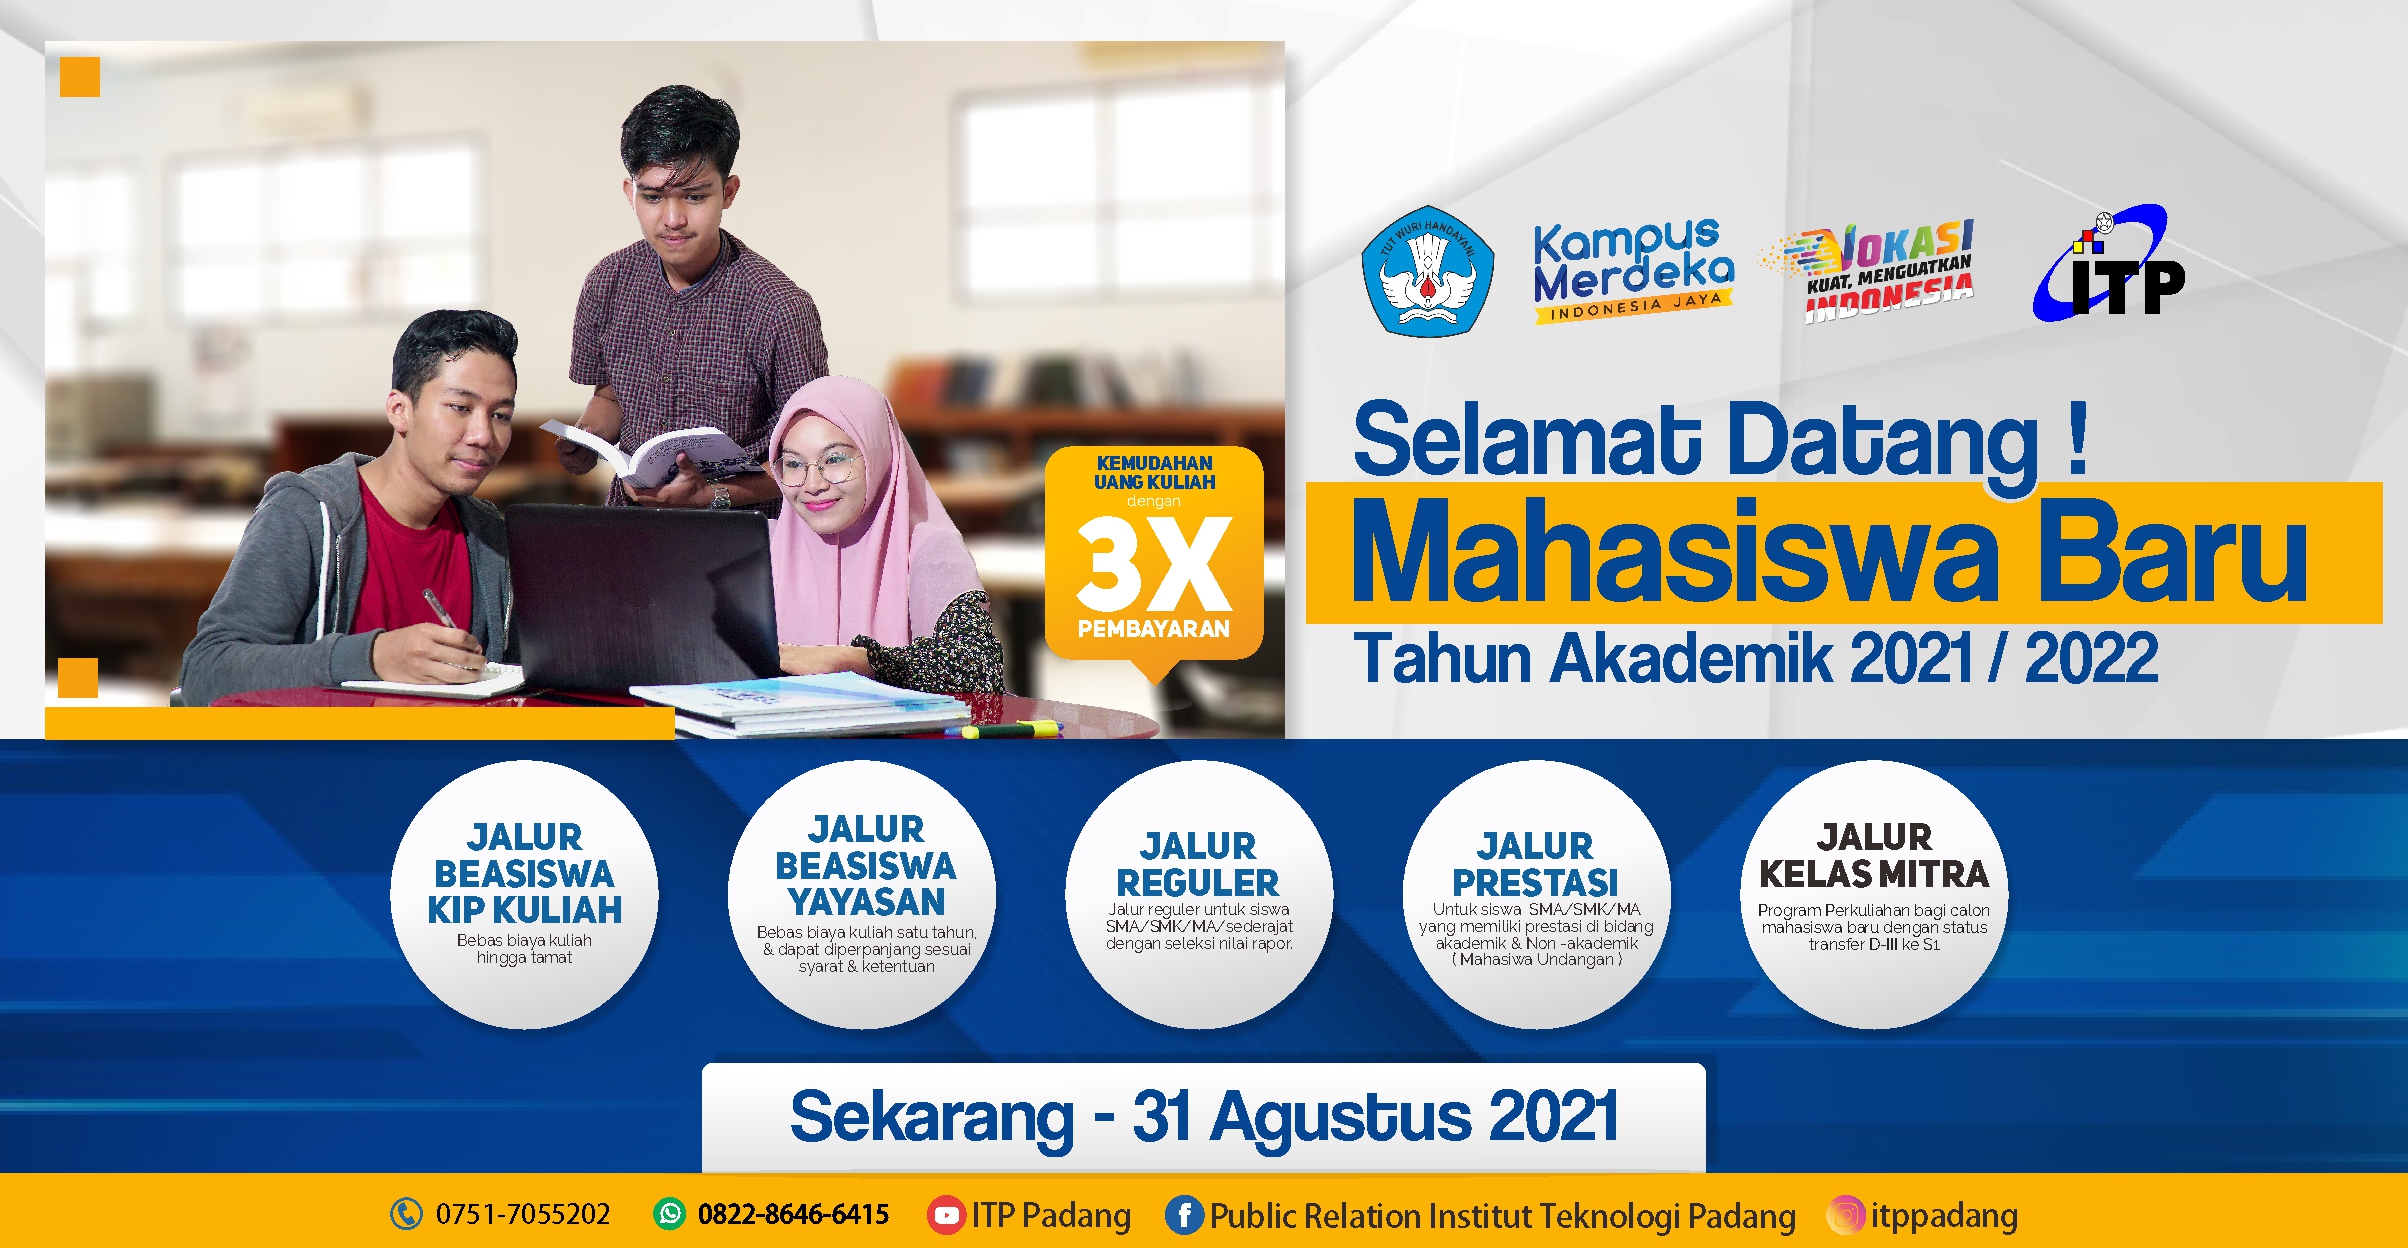 TUT WURI HANDAYANI
Kampus
Merdeka
INDONESIA JAYA
VOKASI
KUAT, MENGUATKAN
INDONESIA
ITP
Selamat Datang !
Mahasiswa Baru
Tahun Akademik 2021 / 2022
KEMUDAHAN
UANG KULIAH
dengan
3X
PEMBAYARAN
JALUR
BEASISWA
KIP KULIAH
Bebas biaya kuliah
hingga tamat
JALUR
BEASISWA
YAYASAN
Bebas biaya kuliah satu tahun,
& dapat diperpanjang sesuai
syarat & ketentuan
JALUR
REGULER
Jalur reguler untuk siswa
SMA/SMK/MA/sederajat
dengan seleksi nilai rapor.
JALUR
PRESTASI
Untuk siswa SMA/SMK/MA
yang memiliki prestasi di bidang
akademik & Non -akademik
( Mahasiwa Undangan )
JALUR
KELAS MITRA
Program Perkuliahan bagi calon
mahasiswa baru dengan status
transfer D-III ke S1
Sekarang - 31 Agustus 2021
0751-7055202
0822-8646-6415
ITP Padang
Public Relation Institut Teknologi Padang
itppadang